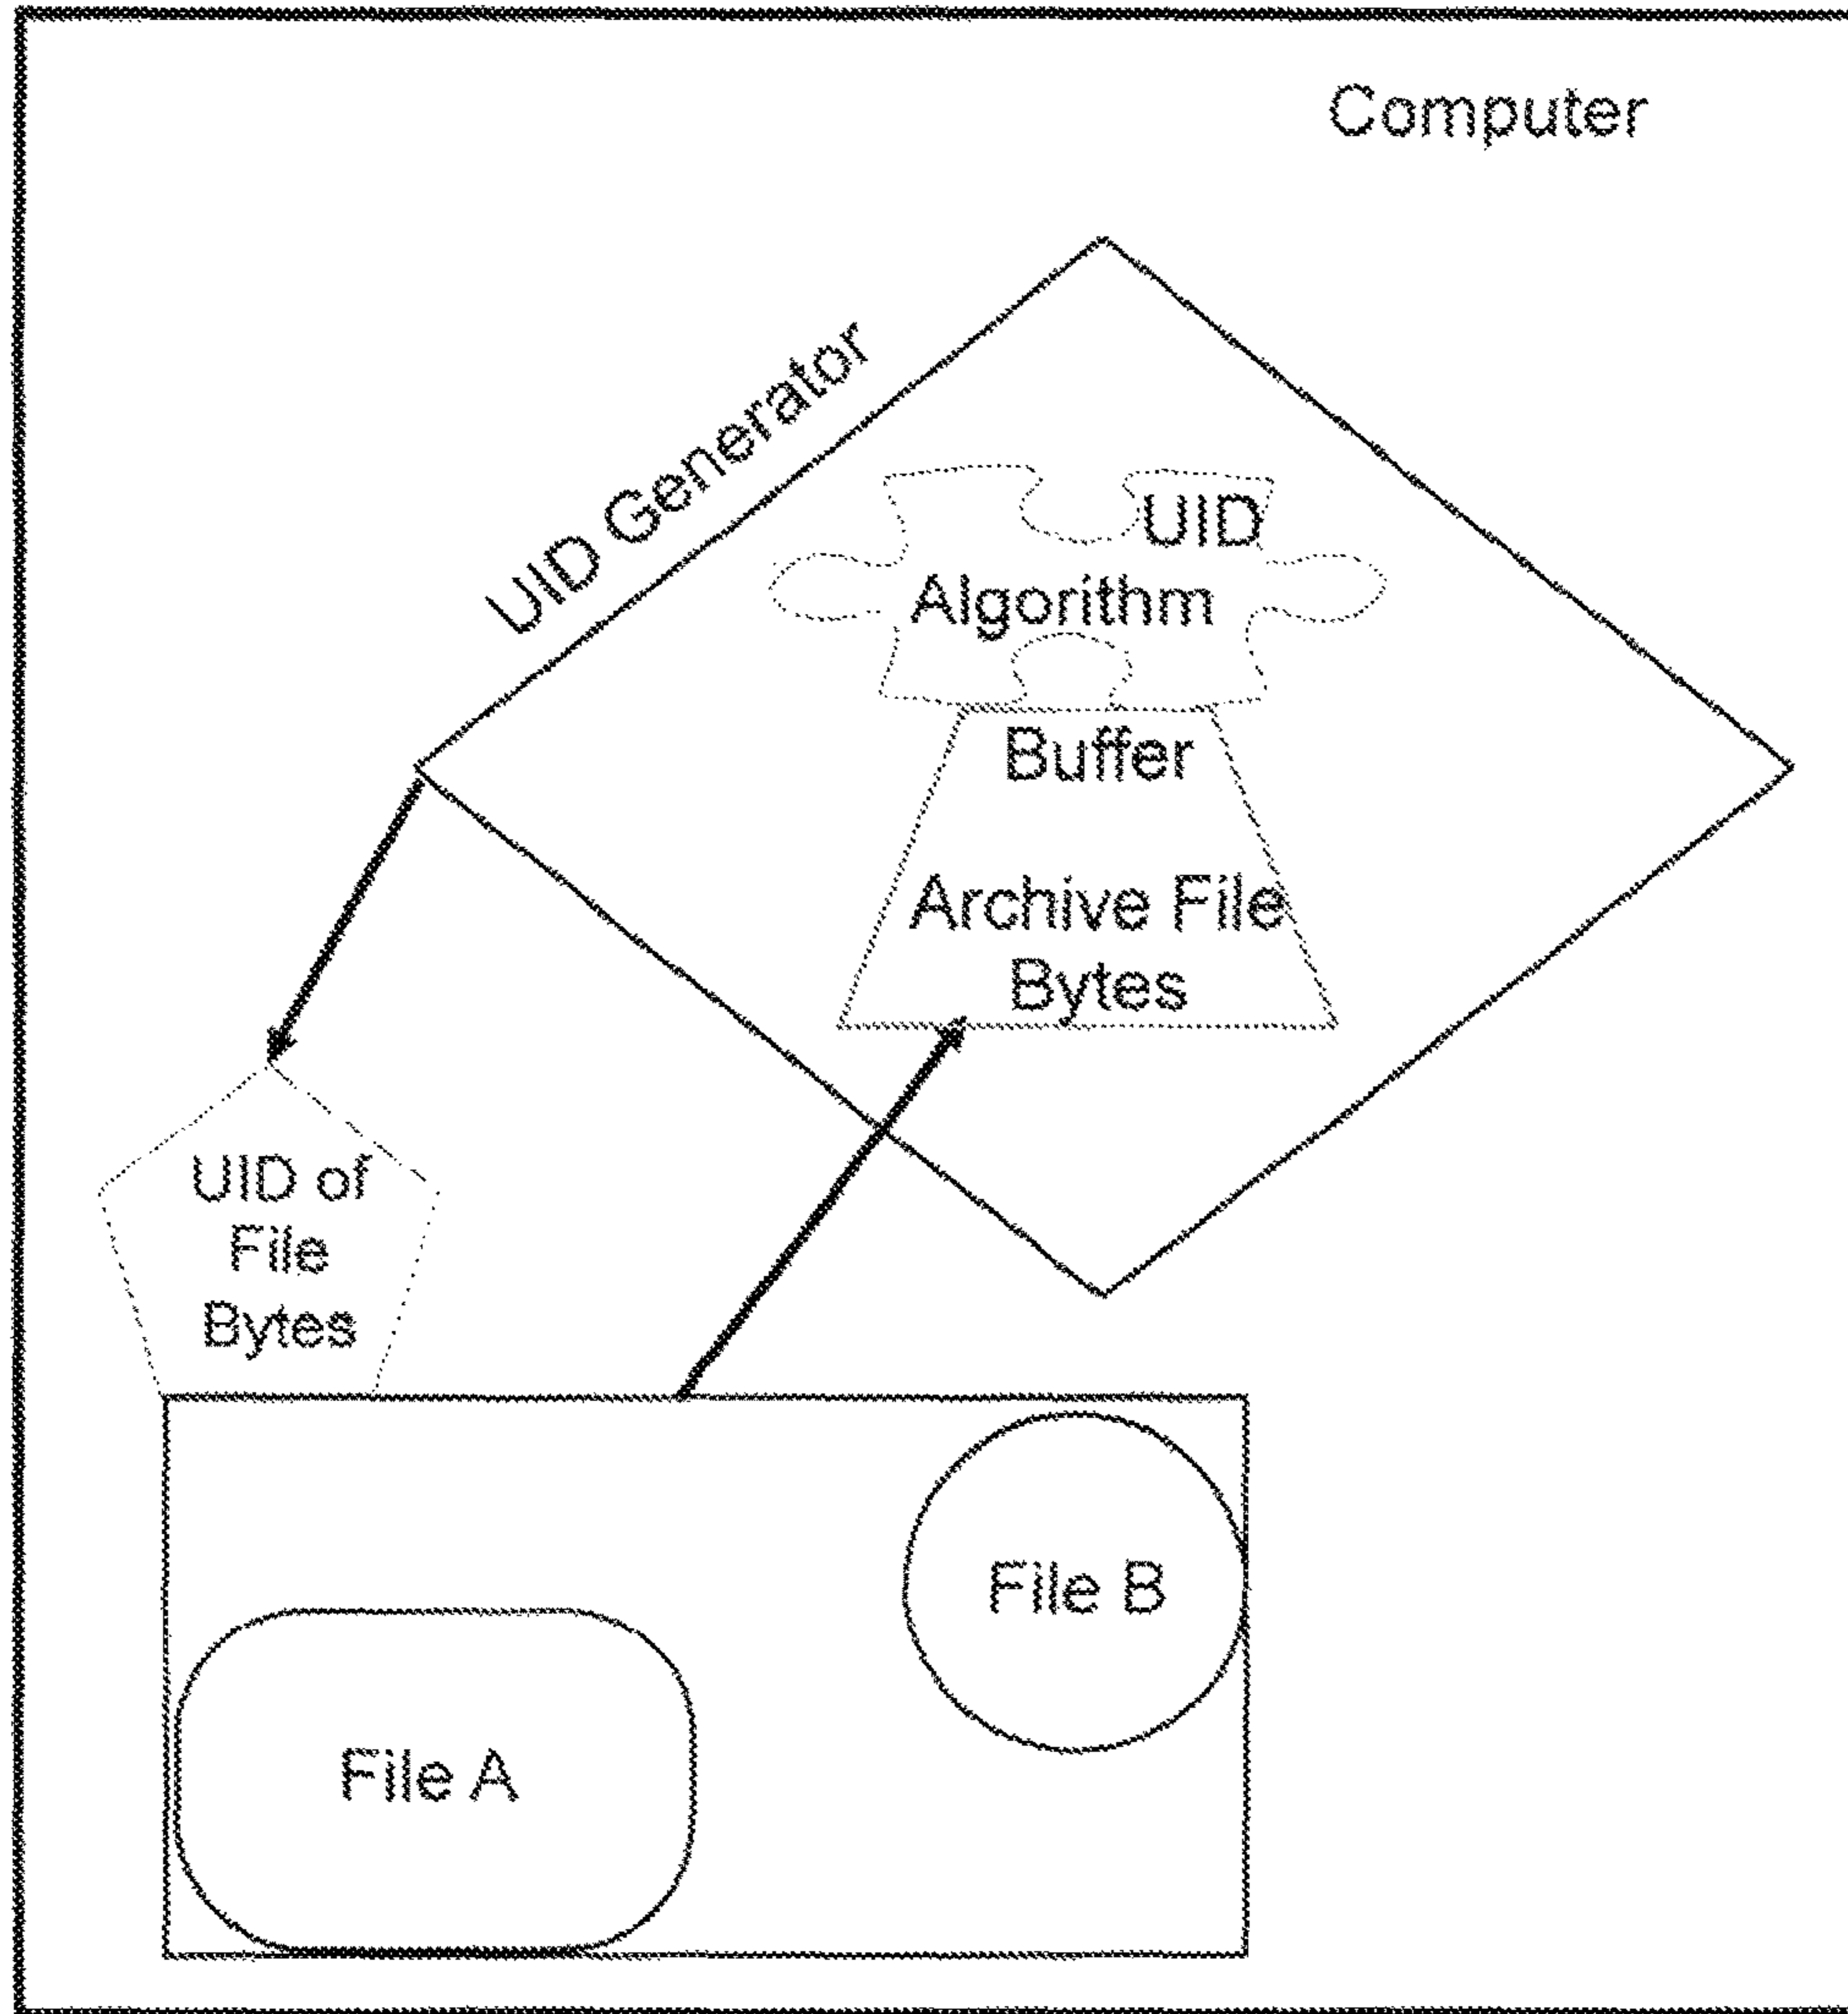 Computer
UID Generator
UID
Algorithm
Buffer
Archive File
Bytes
UID of
File
Bytes
File B
File A